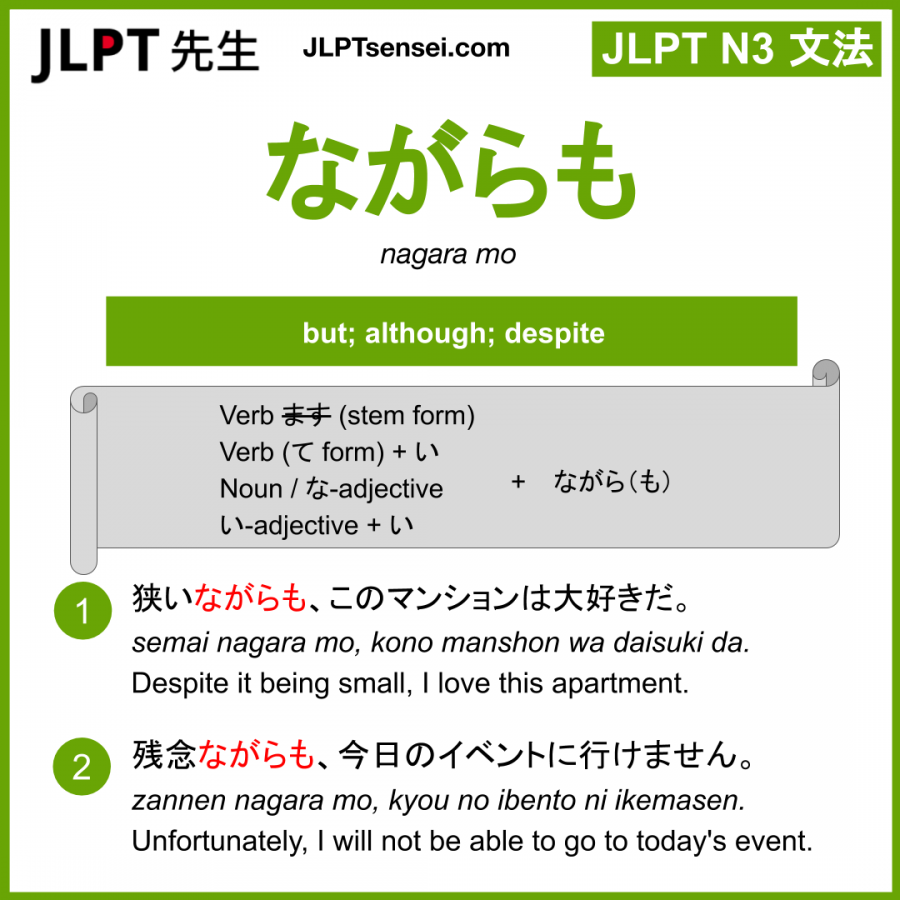 JLPT 先生
JLPTsensei.com
JLPT N3 文法
ながらも
nagara mo
but; although; despite
Verb ます (stem form)
Verb (て form) + い
Noun / な-adjective
い-adjective + い
+ ながら（も）
1
狭いながらも、このマンションは大好きだ。
semai nagara mo, kono manshon wa daisuki da.
Despite it being small, I love this apartment.
2
残念ながらも、今日のイベントに行けません。
zannen nagara mo, kyou no ibento ni ikemasen.
Unfortunately, I will not be able to go to today's event.